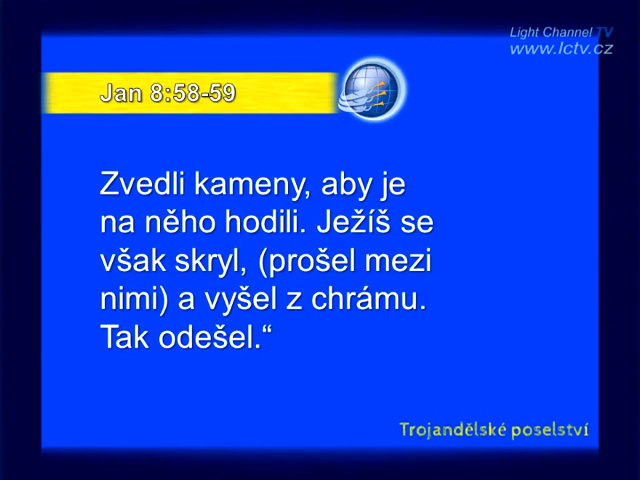 Light Channel TV
www.lctv.cz
Jan 8:58-59
Zvedli kameny, aby je
na něho hodili. Ježíš se
však skryl, (prošel mezi
nimi) a vyšel z chrámu.
Tak odešel.“
Trojandělské poselství